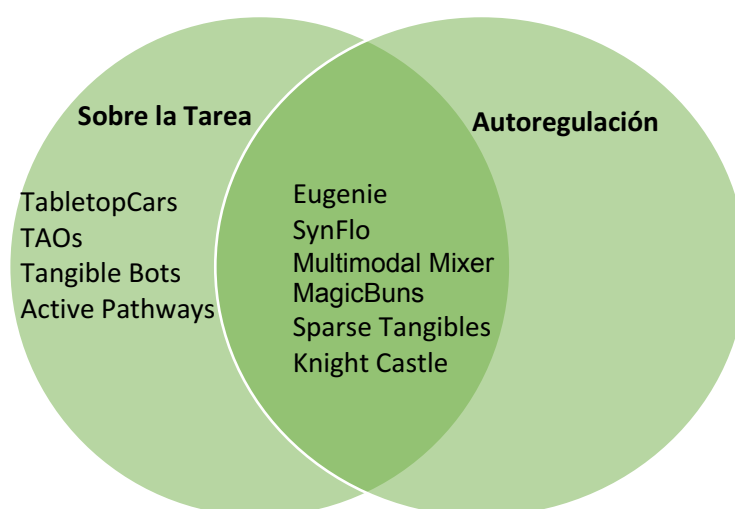 Sobre la Tarea
Autoregulación
TabletopCars
TAOs
Tangible Bots
Active Pathways
Eugenie
SynFlo
Multimodal Mixer
MagicBuns
Sparse Tangibles
Knight Castle